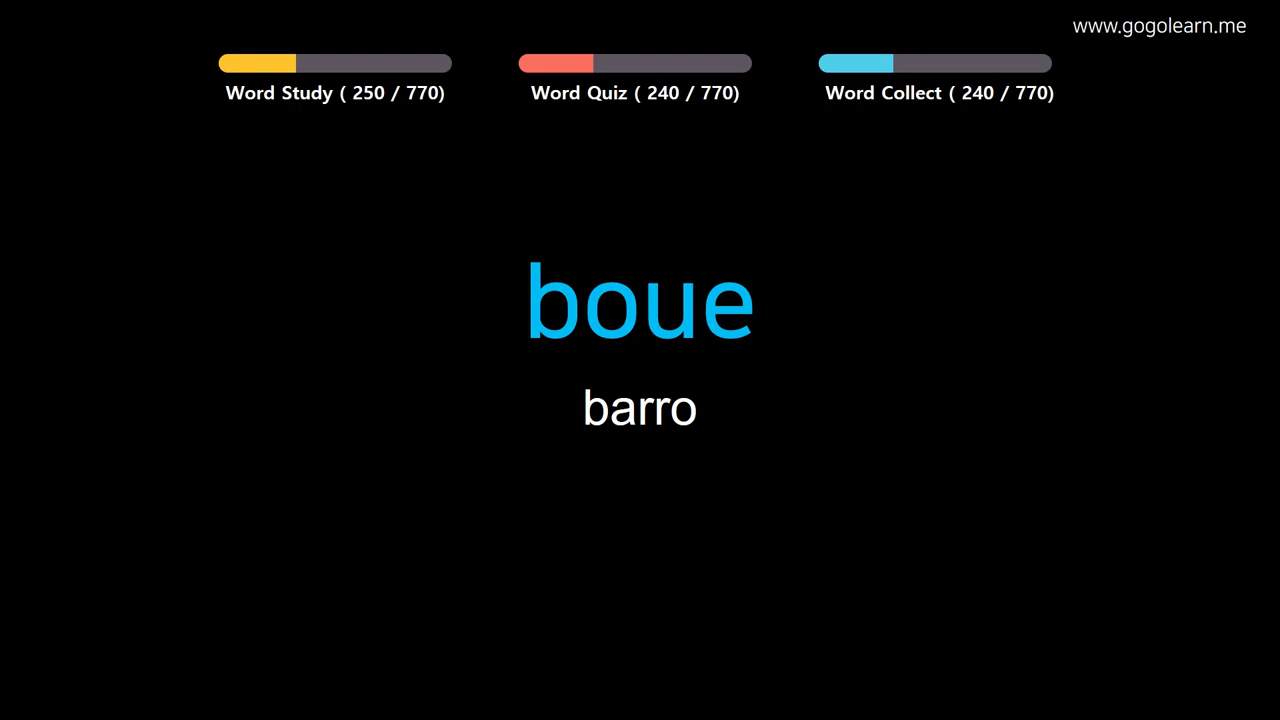 www.gogolearn.me
Word Study ( 250 / 770)
Word Quiz ( 240 / 770)
Word Collect ( 240 / 770)
boue
barro